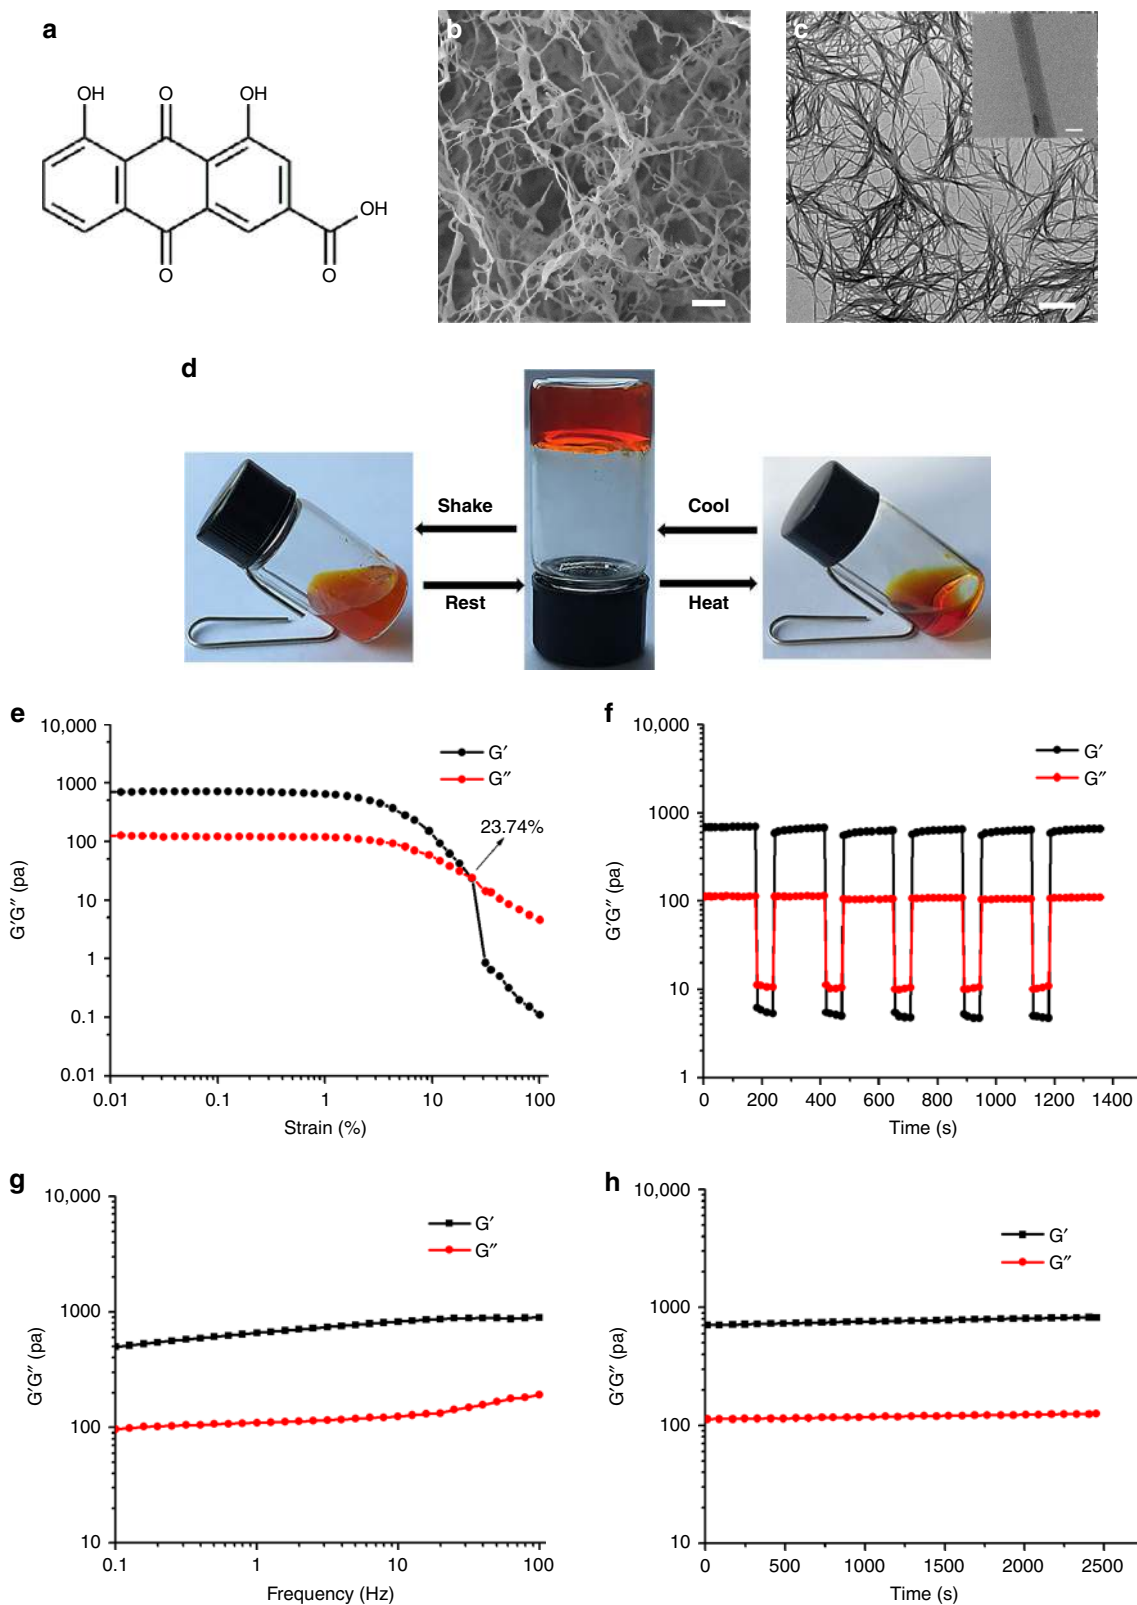 a
OH
O
OH
OH
O
O
b
c
d
Shake
Rest
Cool
Heat
e
10,000
1000
100
10
1
0.1
0.01
G′
G″
23.74%
G′G″ (pa)
0.01
0.1
1
10
100
Strain (%)
f
10,000
1000
100
10
1
G′
G″
G′G″ (pa)
0
200
400
600
800
1000
1200
1400
Time (s)
g
10,000
1000
100
10
G′
G″
G′G″ (pa)
0.1
1
10
100
Frequency (Hz)
h
10,000
1000
100
10
G′
G″
G′G″ (pa)
0
500
1000
1500
2000
2500
Time (s)